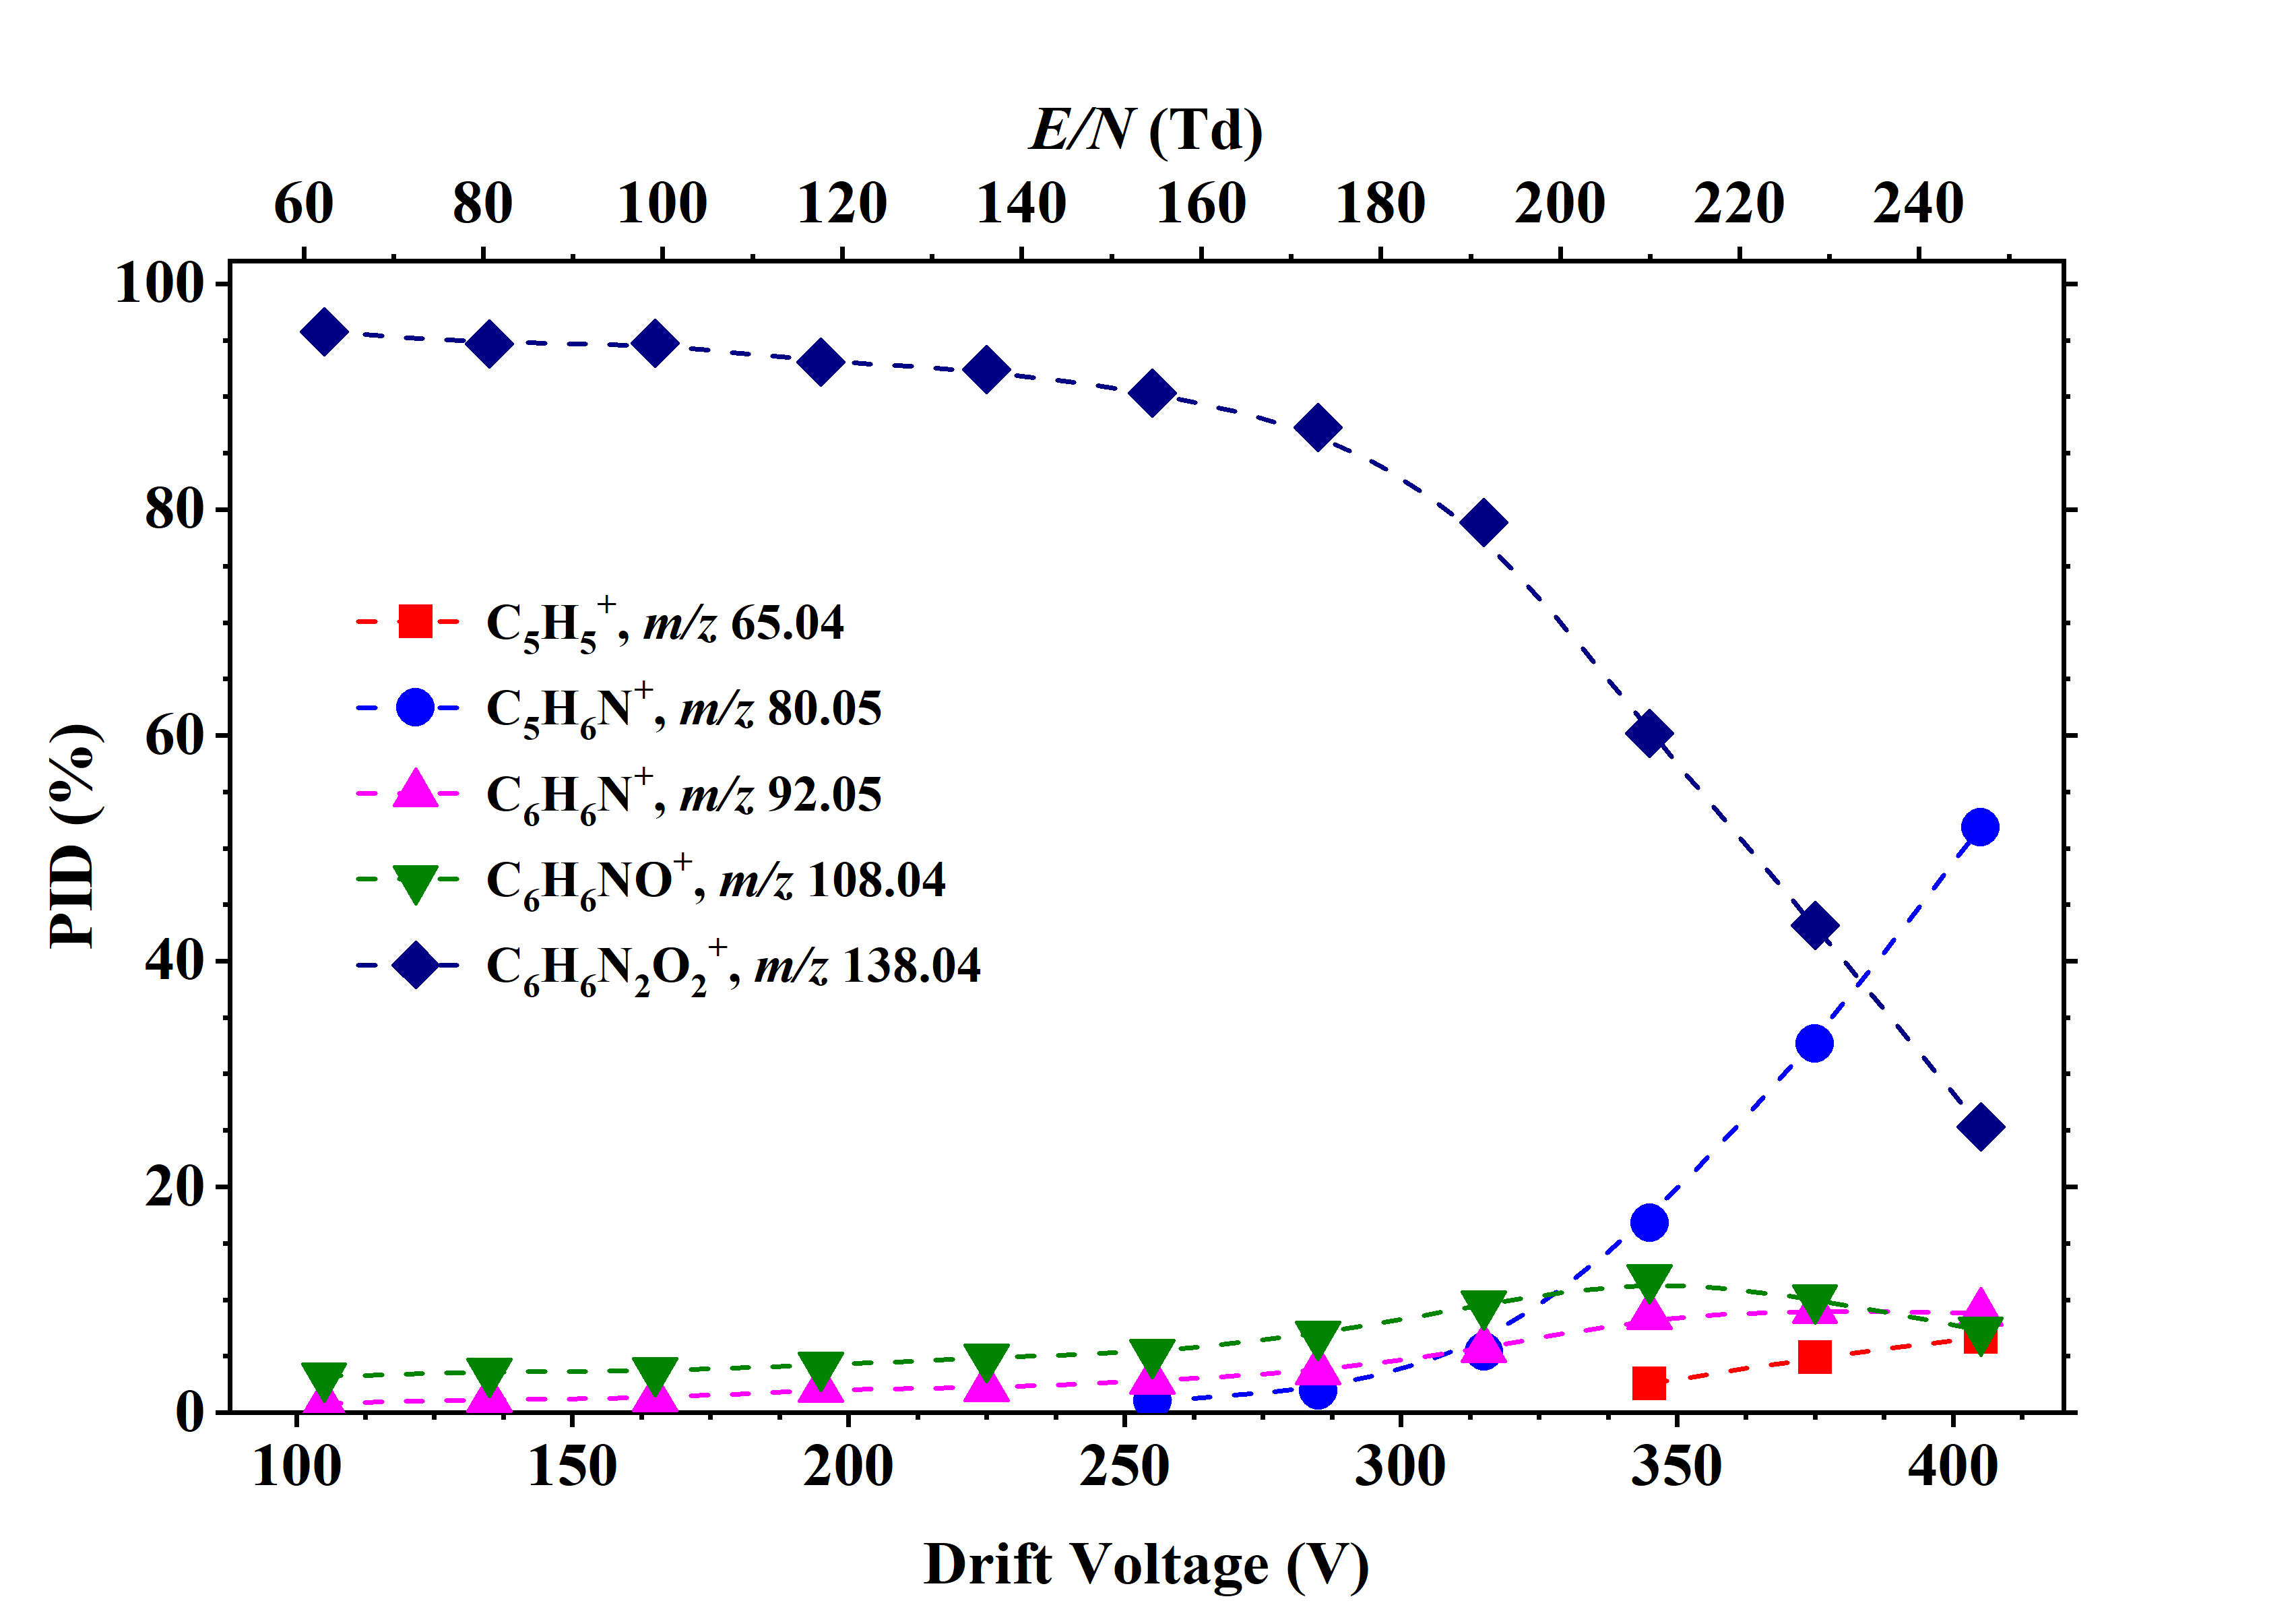 E/N (Td)
60 80 100 120 140 160 180 200 220 240
100
80
60
40
20
0
PID (%)
C₅H₅⁺, m/z 65.04
C₅H₆N⁺, m/z 80.05
C₆H₆N⁺, m/z 92.05
C₆H₆NO⁺, m/z 108.04
C₆H₆N₂O₂⁺, m/z 138.04
100 150 200 250 300 350 400
Drift Voltage (V)